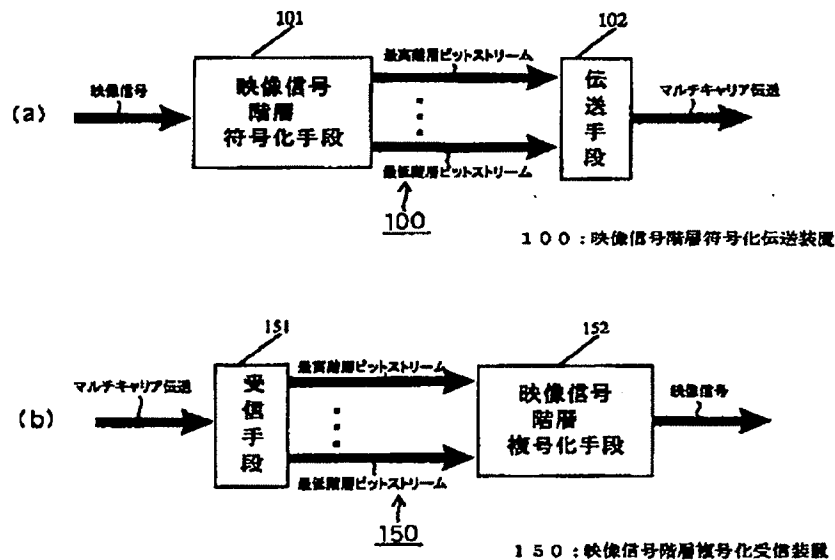 (a)
映像信号
101
映像信号
階層
符号化手段
最高階層ビットストリーム
最低階層ビットストリーム
100
102
伝送手段
マルチキャリア伝送
100:映像信号階層符号化伝送装置
(b)
マルチキャリア伝送
151
受信手段
最高階層ビットストリーム
最低階層ビットストリーム
150
152
映像信号
階層
複号化手段
映像信号
150:映像信号階層複号化受信装置